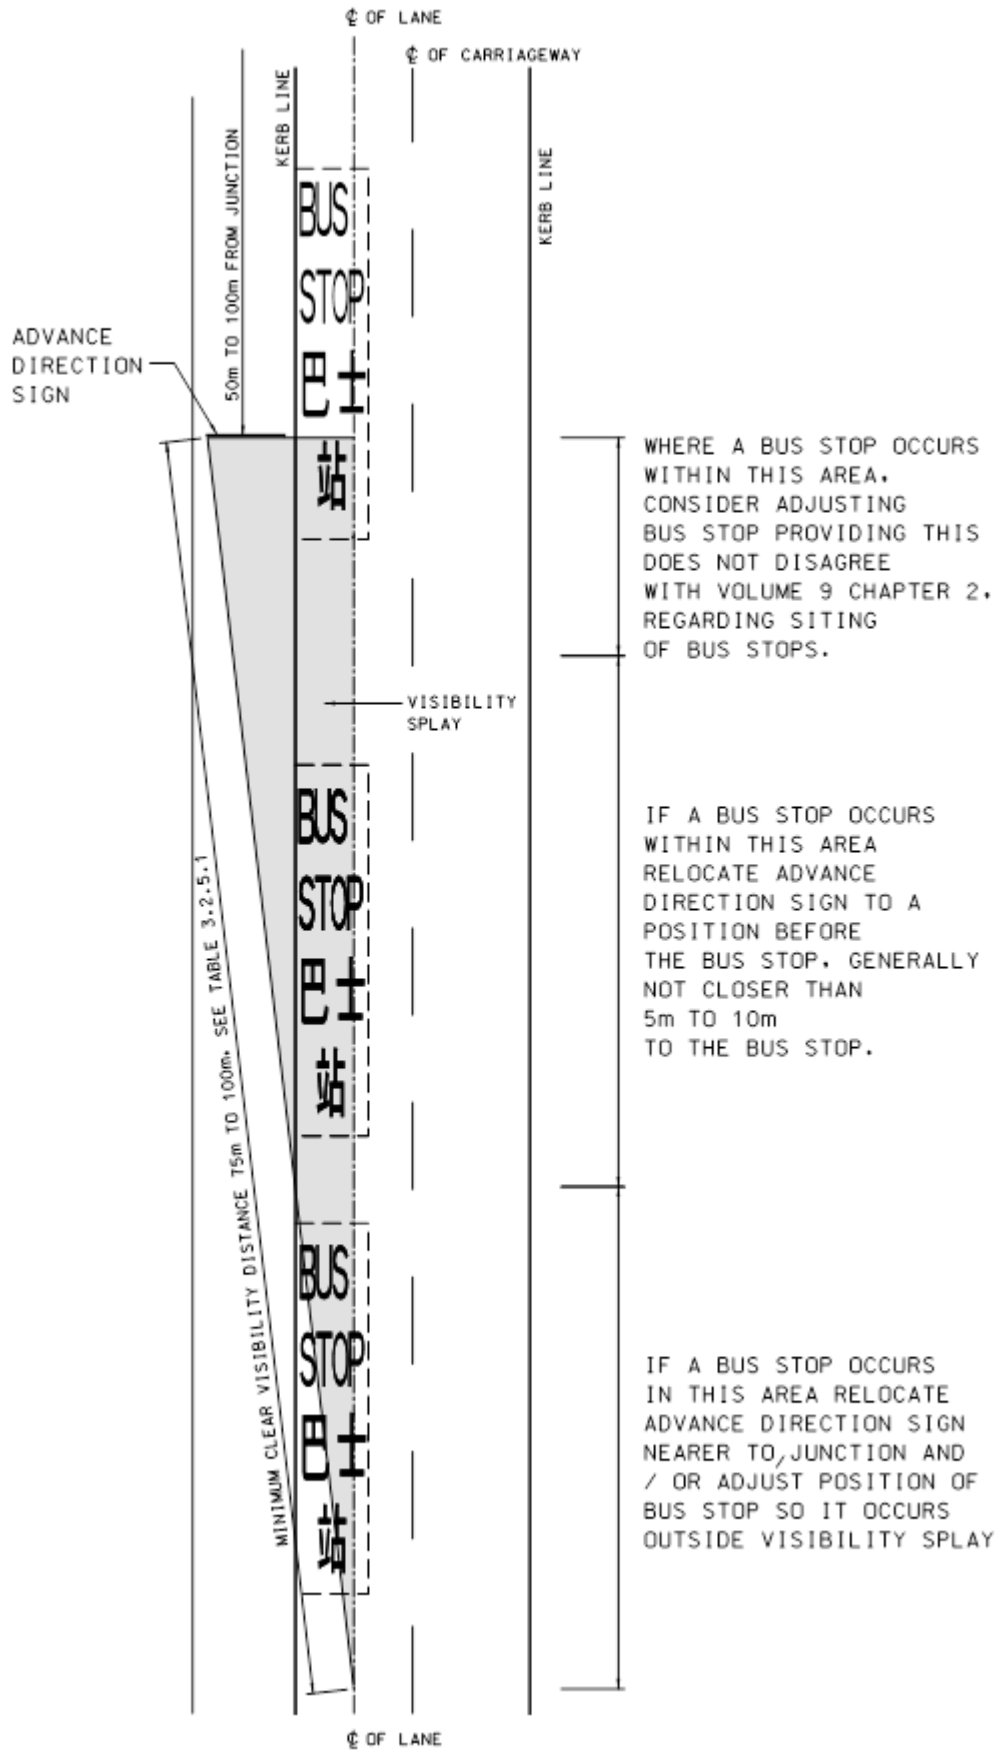 ℄ OF LANE
℄ OF CARRIAGEWAY
KERB LINE
KERB LINE
50m TO 100m FROM JUNCTION
BUS
STOP
巴士
站
ADVANCE
DIRECTION
SIGN
WHERE A BUS STOP OCCURS
WITHIN THIS AREA.
CONSIDER ADJUSTING
BUS STOP PROVIDING THIS
DOES NOT DISAGREE
WITH VOLUME 9 CHAPTER 2.
REGARDING SITING
OF BUS STOPS.
VISIBILITY
SPLAY
BUS
STOP
巴士
站
IF A BUS STOP OCCURS
WITHIN THIS AREA
RELOCATE ADVANCE
DIRECTION SIGN TO A
POSITION BEFORE
THE BUS STOP. GENERALLY
NOT CLOSER THAN
5m TO 10m
TO THE BUS STOP.
MINIMUM CLEAR VISIBILITY DISTANCE 75m TO 100m. SEE TABLE 3.2.5.1
BUS
STOP
巴士
站
IF A BUS STOP OCCURS
IN THIS AREA RELOCATE
ADVANCE DIRECTION SIGN
NEARER TO,JUNCTION AND
/ OR ADJUST POSITION OF
BUS STOP SO IT OCCURS
OUTSIDE VISIBILITY SPLAY
℄ OF LANE